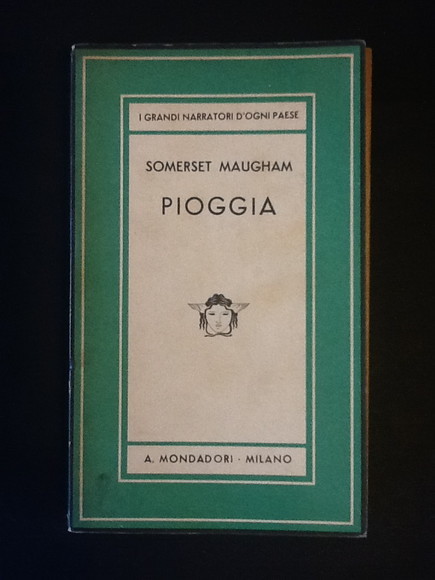 I GRANDI NARRATORI D'OGNI PAESE
SOMERSET MAUGHAM
PIOGGIA
A. MONDADORI · MILANO